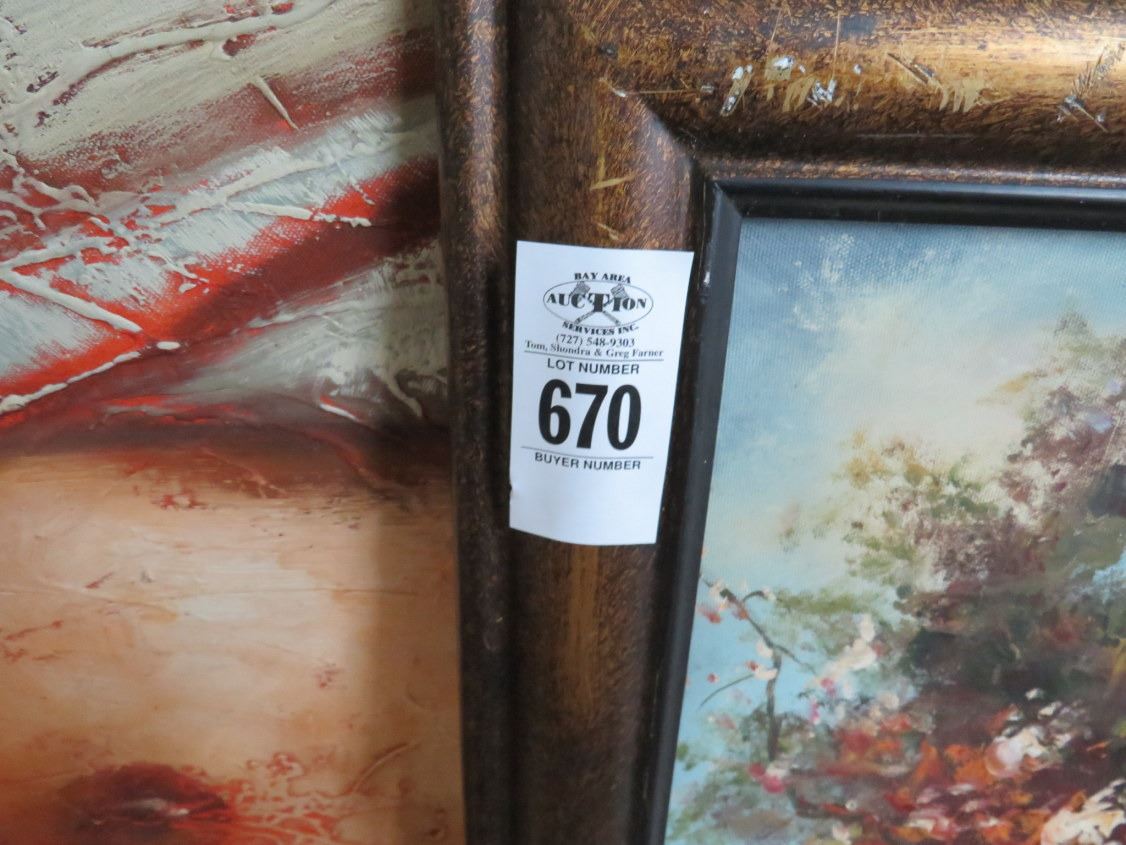 BAY AREA
AUCTION
SERVICES INC.
(727) 548-9303
Tom, Shondra & Greg Farner
LOT NUMBER
670
BUYER NUMBER